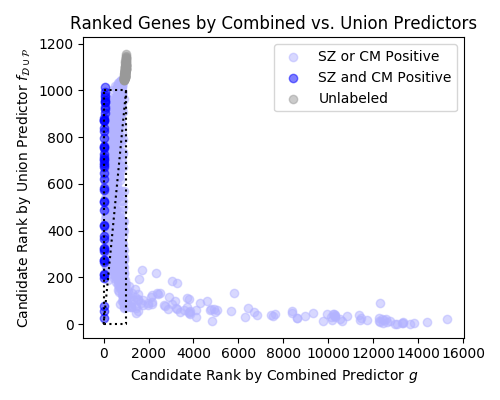 Ranked Genes by Combined vs. Union Predictors
SZ or CM Positive
SZ and CM Positive
Unlabeled
Candidate Rank by Union Predictor f_{D∪P}
1200
1000
800
600
400
200
0
0 2000 4000 6000 8000 10000 12000 14000 16000
Candidate Rank by Combined Predictor g